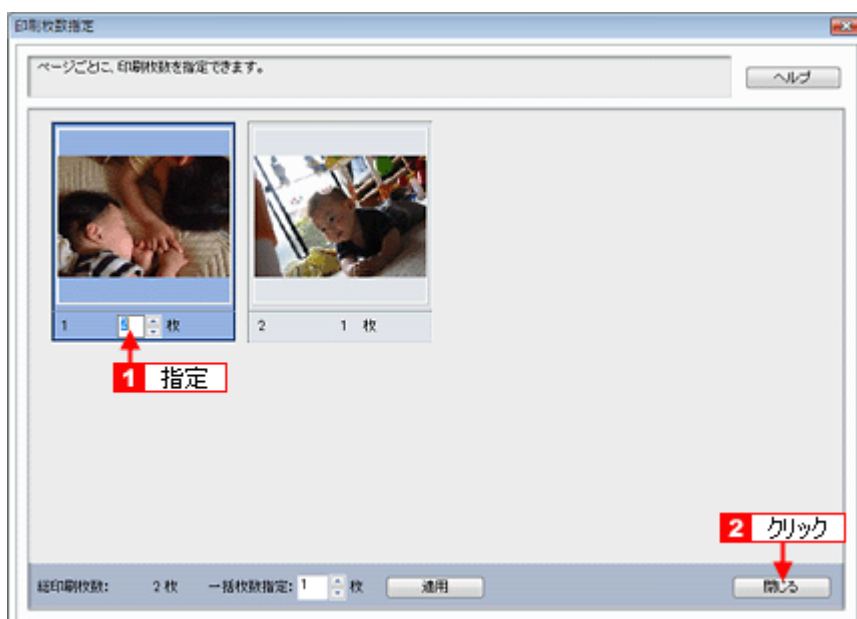 印刷枚数指定
ページごとに、印刷枚数を指定できます。
ヘルプ
1 枚
2 1 枚
1 指定
2 クリック
総印刷枚数: 2 枚 一括枚数指定: 1 枚 適用 閉じる